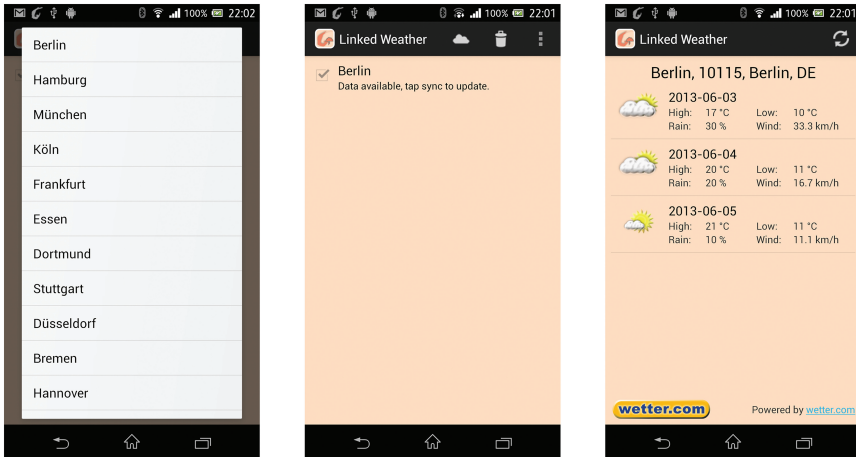 100% 22:02
Berlin
Hamburg
München
Köln
Frankfurt
Essen
Dortmund
Stuttgart
Düsseldorf
Bremen
Hannover
100% 22:01
Linked Weather
Berlin
Data available, tap sync to update.
100% 22:01
Linked Weather
Berlin, 10115, Berlin, DE
2013-06-03
High: 17 °C Low: 10 °C
Rain: 30 % Wind: 33.3 km/h
2013-06-04
High: 20 °C Low: 11 °C
Rain: 20 % Wind: 16.7 km/h
2013-06-05
High: 21 °C Low: 11 °C
Rain: 10 % Wind: 11.1 km/h
wetter.com Powered by wetter.com